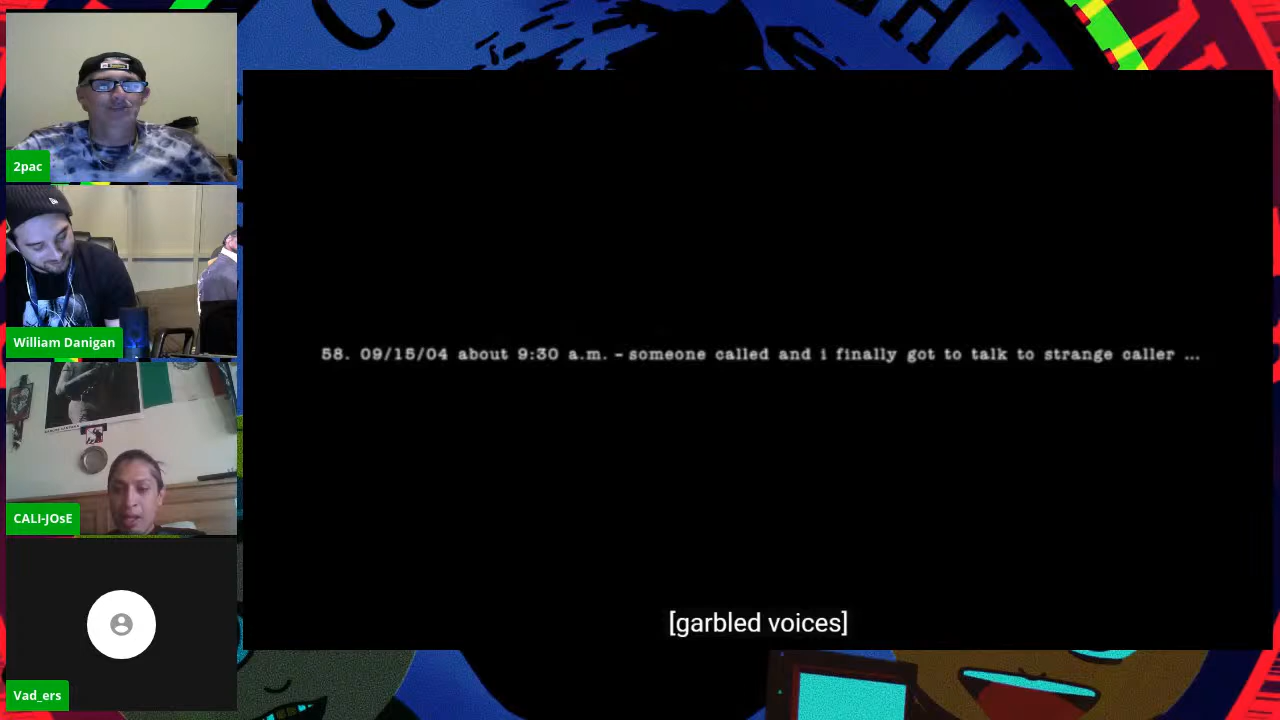 2pac
William Danigan
CALI-JOsE
Vad_ers
58. 09/15/04 about 9:30 a.m. - someone called and i finally got to talk to strange caller ...
[garbled voices]